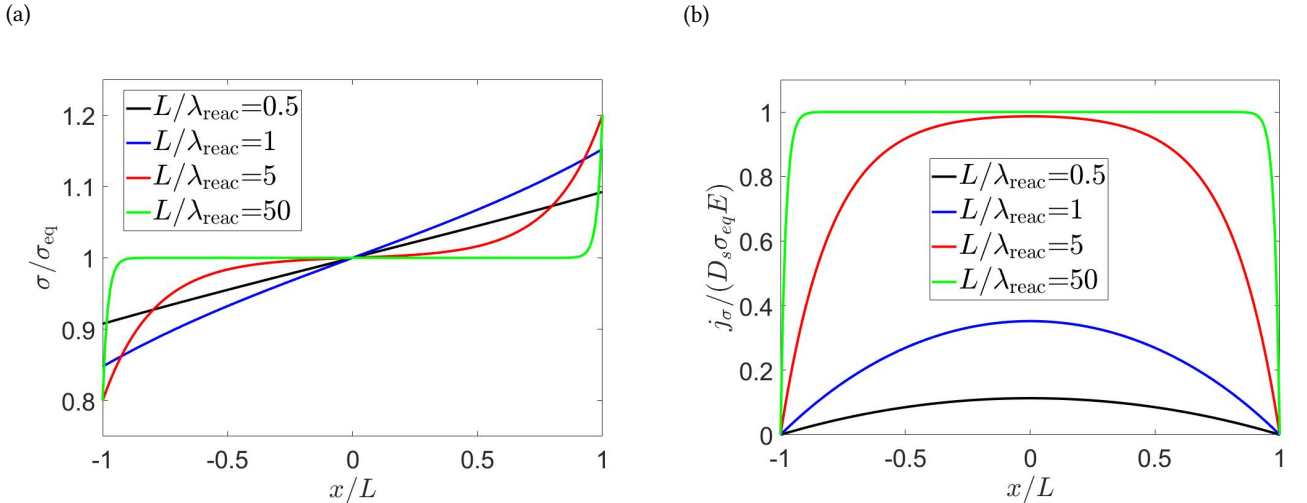 (a)
σ/σ_eq
1.2
1.1
1
0.9
0.8
L/λ_reac=0.5
L/λ_reac=1
L/λ_reac=5
L/λ_reac=50
-1 -0.5 0 0.5 1
x/L
(b)
j_σ/(D_sσ_eqE)
1
0.8
0.6
0.4
0.2
0
L/λ_reac=0.5
L/λ_reac=1
L/λ_reac=5
L/λ_reac=50
-1 -0.5 0 0.5 1
x/L